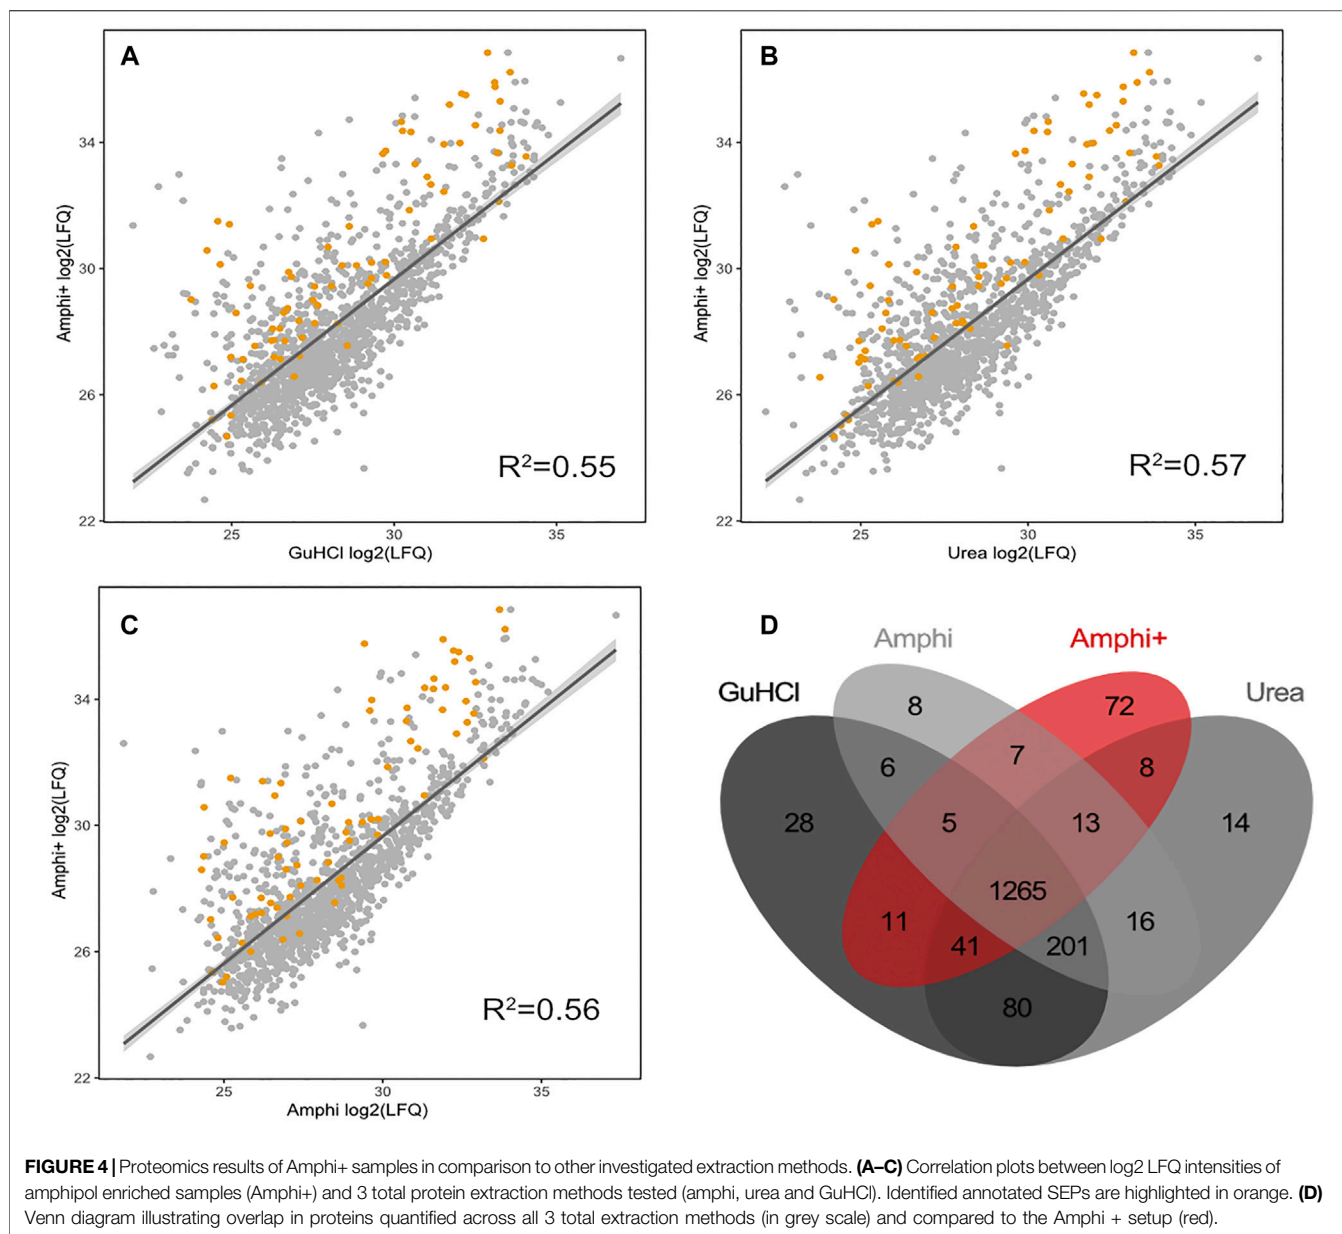 A
34
30
26
22
Amphi+ log2(LFQ)
R²=0.55
25
30
35
GuHCl log2(LFQ)
B
34
30
26
22
Amphi+ log2(LFQ)
R²=0.57
25
30
35
Urea log2(LFQ)
C
34
30
26
22
Amphi+ log2(LFQ)
R²=0.56
25
30
35
Amphi log2(LFQ)
D
Amphi
Amphi+
GuHCl
Urea
8
72
6
7
8
28
5
13
14
1265
11
41
201
16
80
FIGURE 4 | Proteomics results of Amphi+ samples in comparison to other investigated extraction methods. (A–C) Correlation plots between log2 LFQ intensities of
amphipol enriched samples (Amphi+) and 3 total protein extraction methods tested (amphi, urea and GuHCl). Identified annotated SEPs are highlighted in orange. (D)
Venn diagram illustrating overlap in proteins quantified across all 3 total extraction methods (in grey scale) and compared to the Amphi + setup (red).